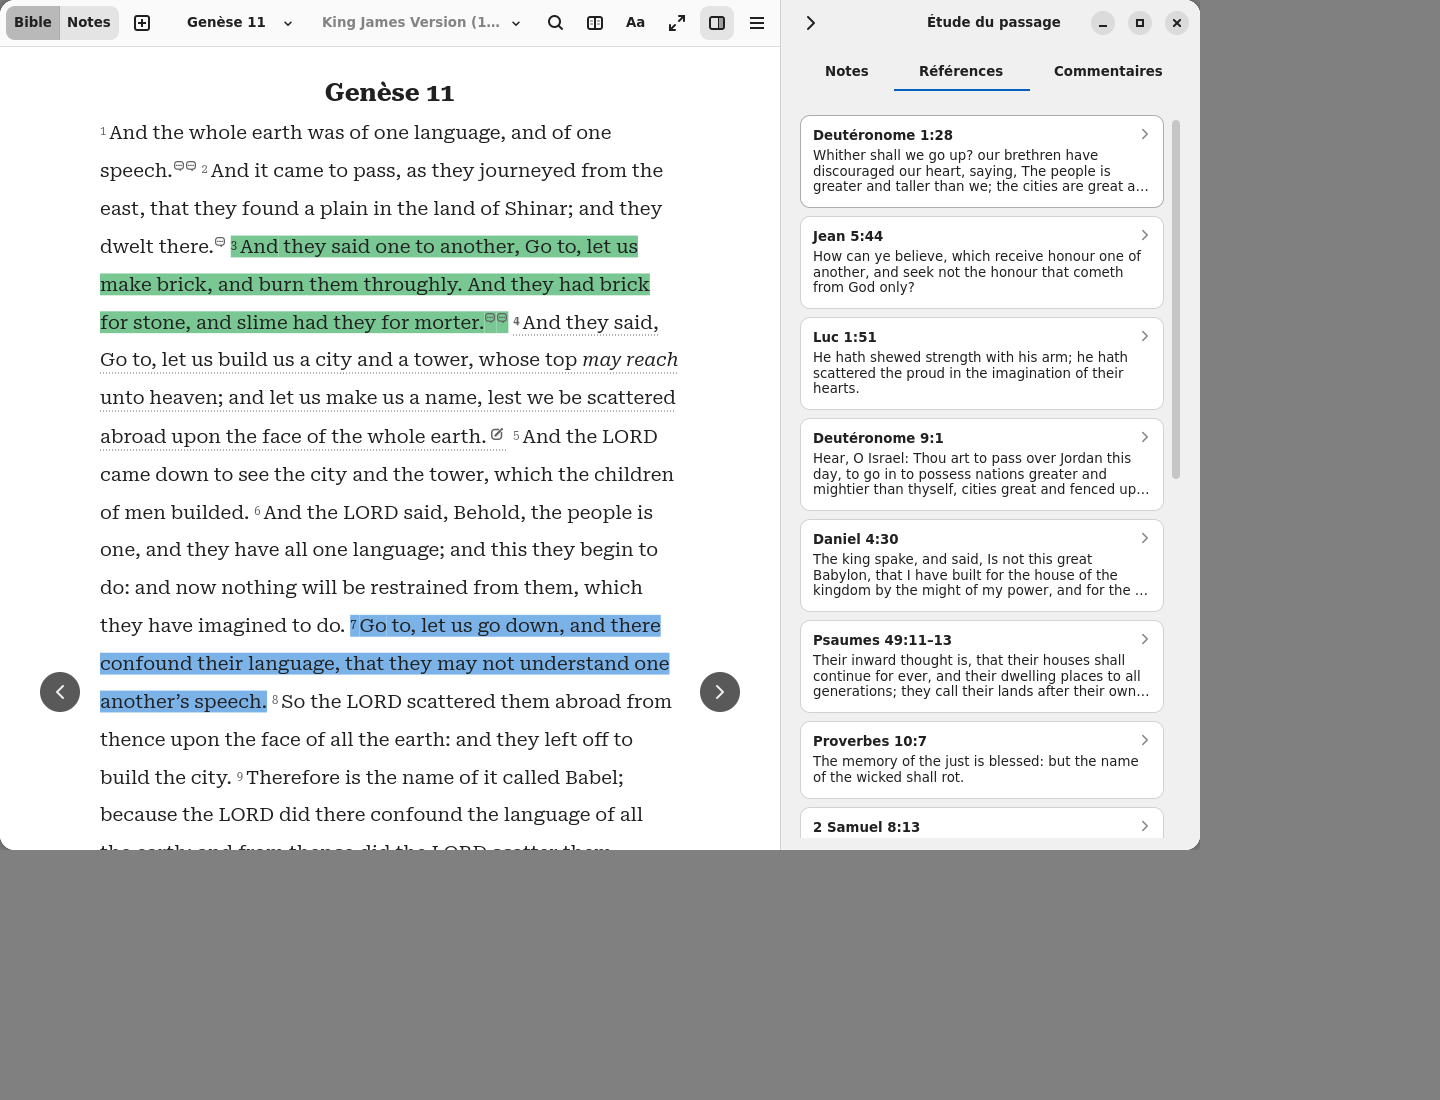 Bible Notes Genèse 11 King James Version (1… Aa
Genèse 11
1 And the whole earth was of one language, and of one
speech. 2 And it came to pass, as they journeyed from the
east, that they found a plain in the land of Shinar; and they
dwelt there. 3 And they said one to another, Go to, let us
make brick, and burn them throughly. And they had brick
for stone, and slime had they for morter. 4 And they said,
Go to, let us build us a city and a tower, whose top may reach
unto heaven; and let us make us a name, lest we be scattered
abroad upon the face of the whole earth. 5 And the LORD
came down to see the city and the tower, which the children
of men builded. 6 And the LORD said, Behold, the people is
one, and they have all one language; and this they begin to
do: and now nothing will be restrained from them, which
they have imagined to do. 7 Go to, let us go down, and there
confound their language, that they may not understand one
another’s speech. 8 So the LORD scattered them abroad from
thence upon the face of all the earth: and they left off to
build the city. 9 Therefore is the name of it called Babel;
because the LORD did there confound the language of all
the earth: and from thence did the LORD scatter them
Étude du passage
Notes Références Commentaires
Deutéronome 1:28
Whither shall we go up? our brethren have
discouraged our heart, saying, The people is
greater and taller than we; the cities are great a…
Jean 5:44
How can ye believe, which receive honour one of
another, and seek not the honour that cometh
from God only?
Luc 1:51
He hath shewed strength with his arm; he hath
scattered the proud in the imagination of their
hearts.
Deutéronome 9:1
Hear, O Israel: Thou art to pass over Jordan this
day, to go in to possess nations greater and
mightier than thyself, cities great and fenced up…
Daniel 4:30
The king spake, and said, Is not this great
Babylon, that I have built for the house of the
kingdom by the might of my power, and for the …
Psaumes 49:11–13
Their inward thought is, that their houses shall
continue for ever, and their dwelling places to all
generations; they call their lands after their own…
Proverbes 10:7
The memory of the just is blessed: but the name
of the wicked shall rot.
2 Samuel 8:13